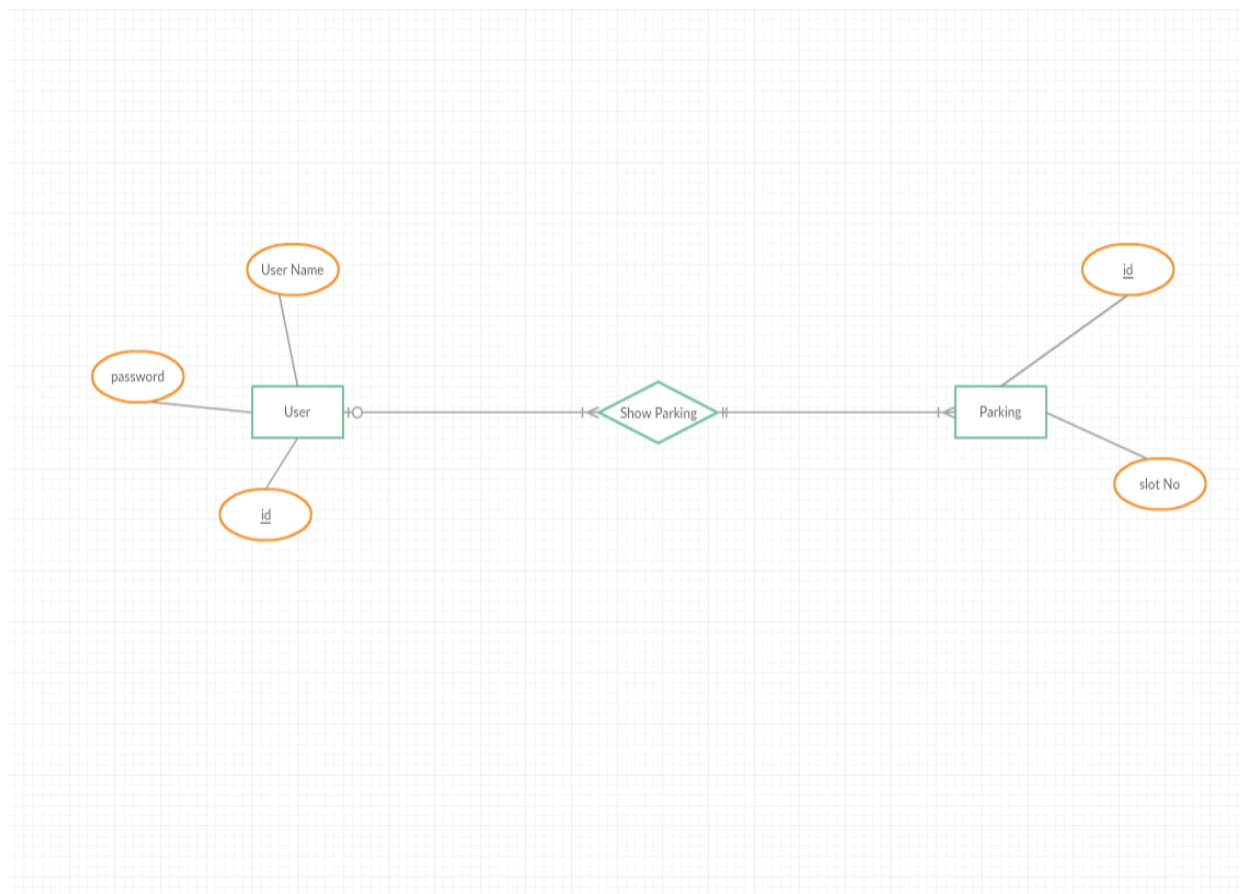 User Name
id
password
User
Show Parking
Parking
slot No
id